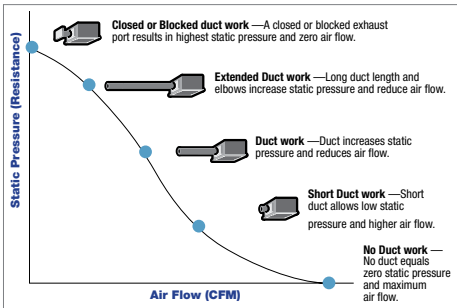 Closed or Blocked duct work —A closed or blocked exhaust
port results in highest static pressure and zero air flow.
Extended Duct work —Long duct length and
elbows increase static pressure and reduce air flow.
Duct work —Duct increases static
pressure and reduces air flow.
Short Duct work —Short
duct allows low static
pressure and higher air flow.
No Duct work —
No duct equals
zero static pressure
and maximum
air flow.
Static Pressure (Resistance)
Air Flow (CFM)